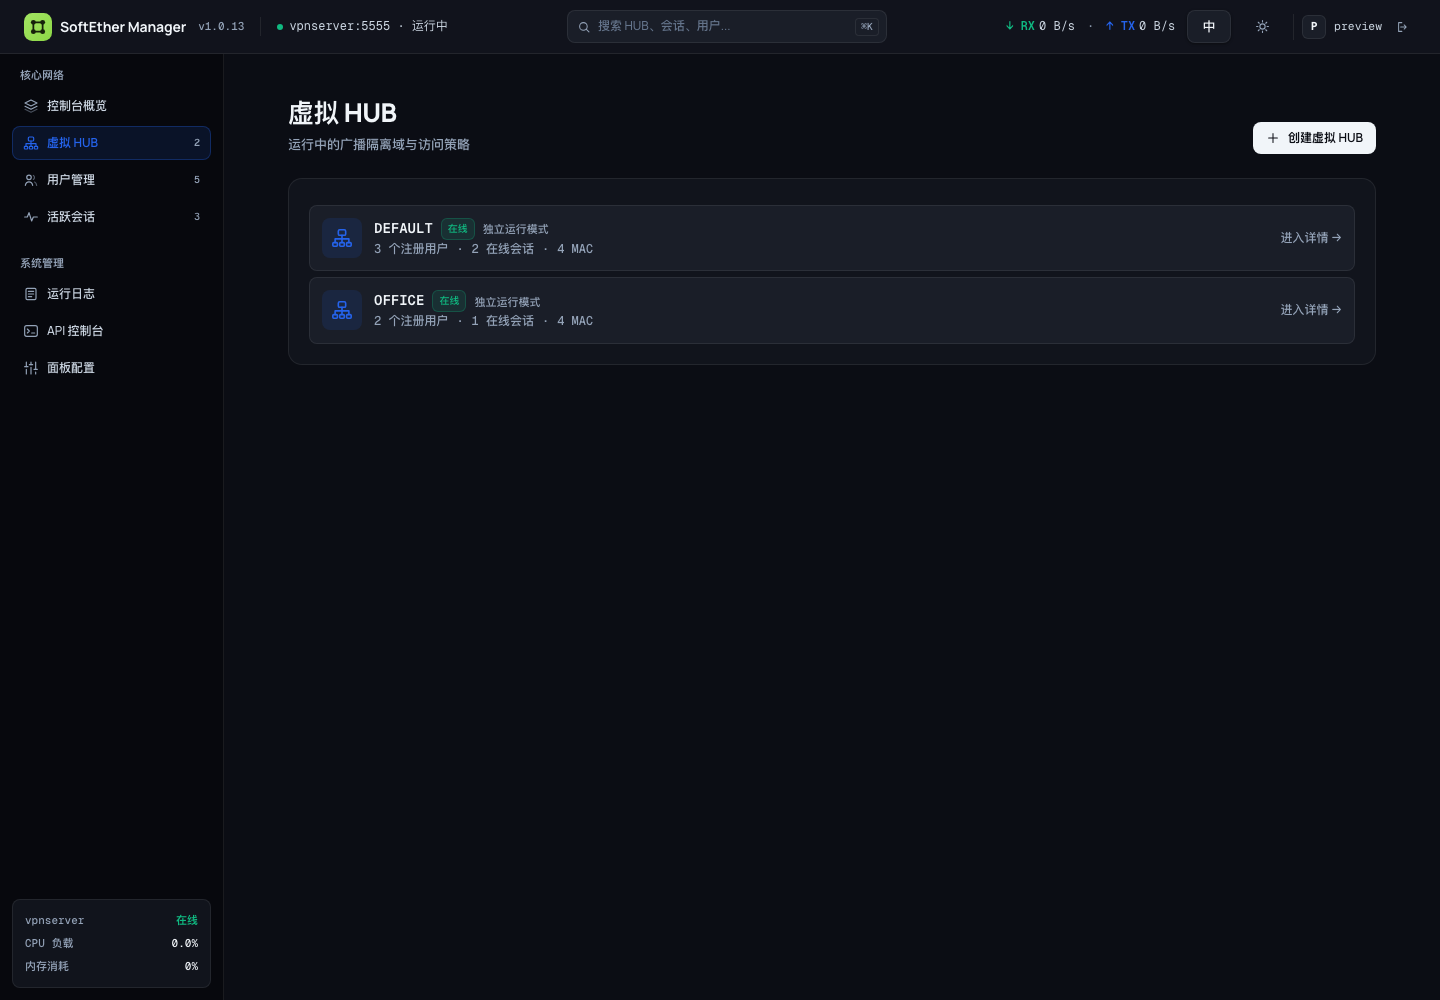 SoftEther Manager v1.0.13
vpnserver:5555 · 运行中
搜索 HUB、会话、用户...
⌘K
↓ RX 0 B/s · ↑ TX 0 B/s
中
P preview
核心网络
控制台概览
虚拟 HUB 2
用户管理 5
活跃会话 3
系统管理
运行日志
API 控制台
面板配置
vpnserver 在线
CPU 负载 0.0%
内存消耗 0%
虚拟 HUB
运行中的广播隔离域与访问策略
+ 创建虚拟 HUB
DEFAULT 在线 独立运行模式
3 个注册用户 · 2 在线会话 · 4 MAC
进入详情 →
OFFICE 在线 独立运行模式
2 个注册用户 · 1 在线会话 · 4 MAC
进入详情 →